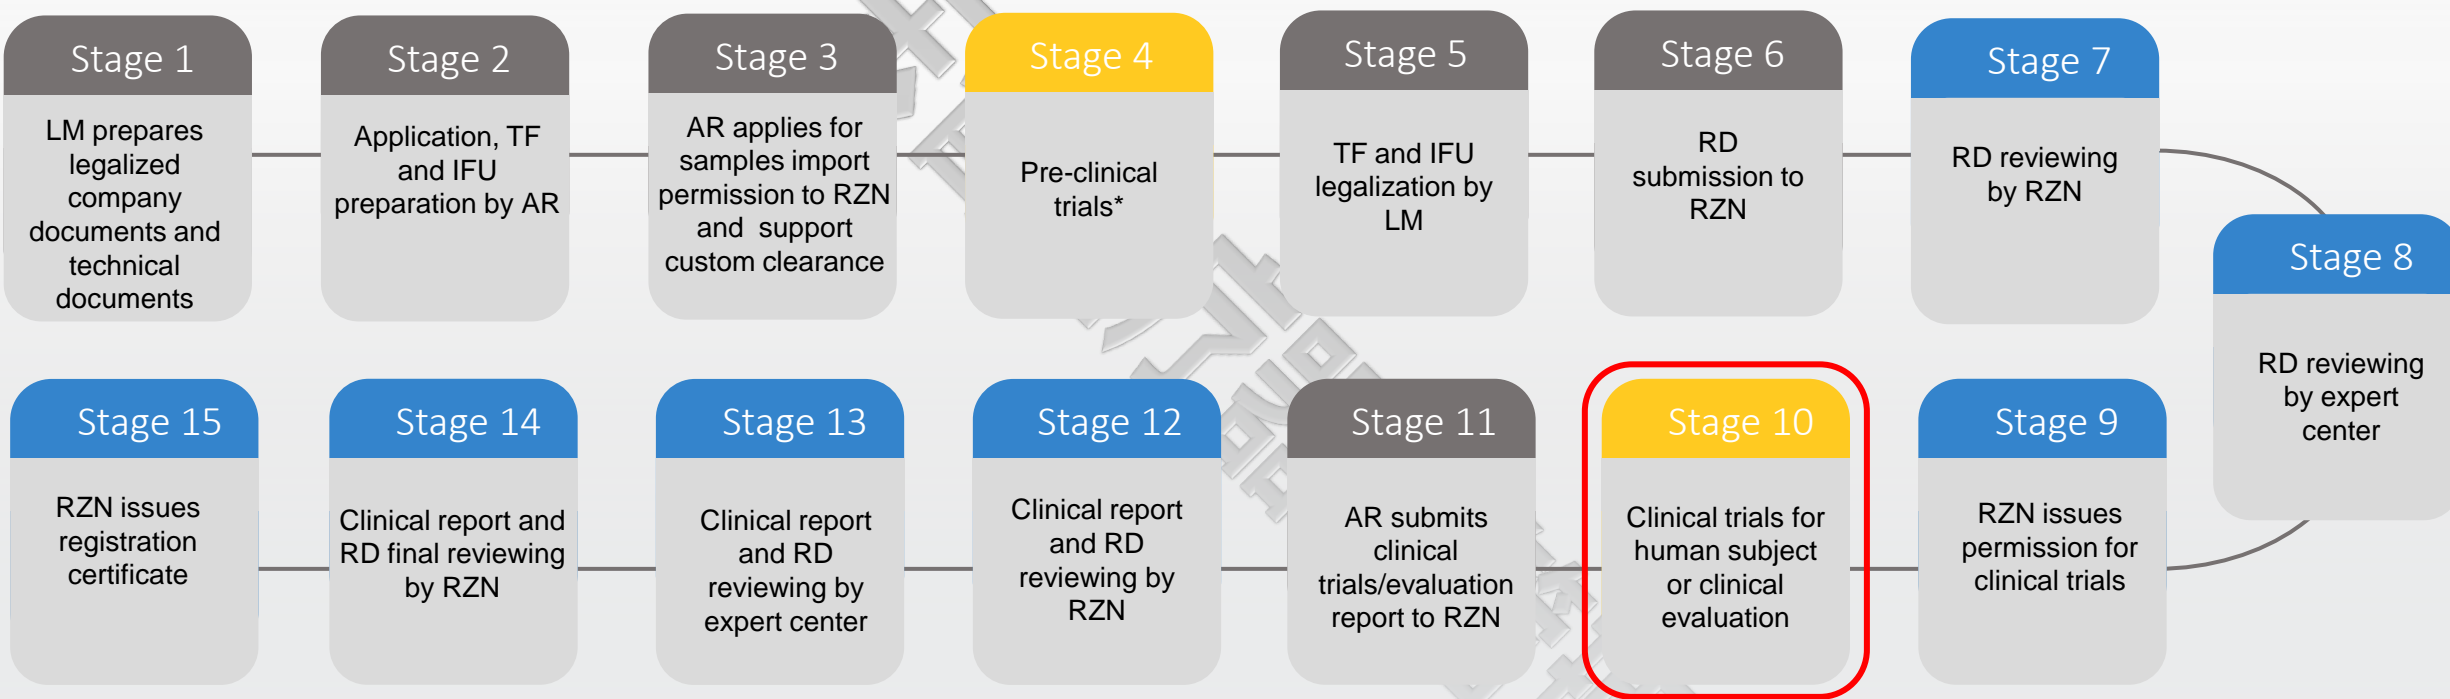 Stage 1
LM prepares
legalized
company
documents and
technical
documents
Stage 2
Application, TF
and IFU
preparation by AR
Stage 3
AR applies for
samples import
permission to RZN
and support
custom clearance
Stage 4
Pre-clinical
trials*
Stage 5
TF and IFU
legalization by
LM
Stage 6
RD
submission to
RZN
Stage 7
RD reviewing
by RZN
Stage 8
RD reviewing
by expert
center
Stage 9
RZN issues
permission for
clinical trials
Stage 10
Clinical trials for
human subject
or clinical
evaluation
Stage 11
AR submits
clinical
trials/evaluation
report to RZN
Stage 12
Clinical report
and RD
reviewing by
RZN
Stage 13
Clinical report
and RD
reviewing by
expert center
Stage 14
Clinical report and
RD final reviewing
by RZN
Stage 15
RZN issues
registration
certificate